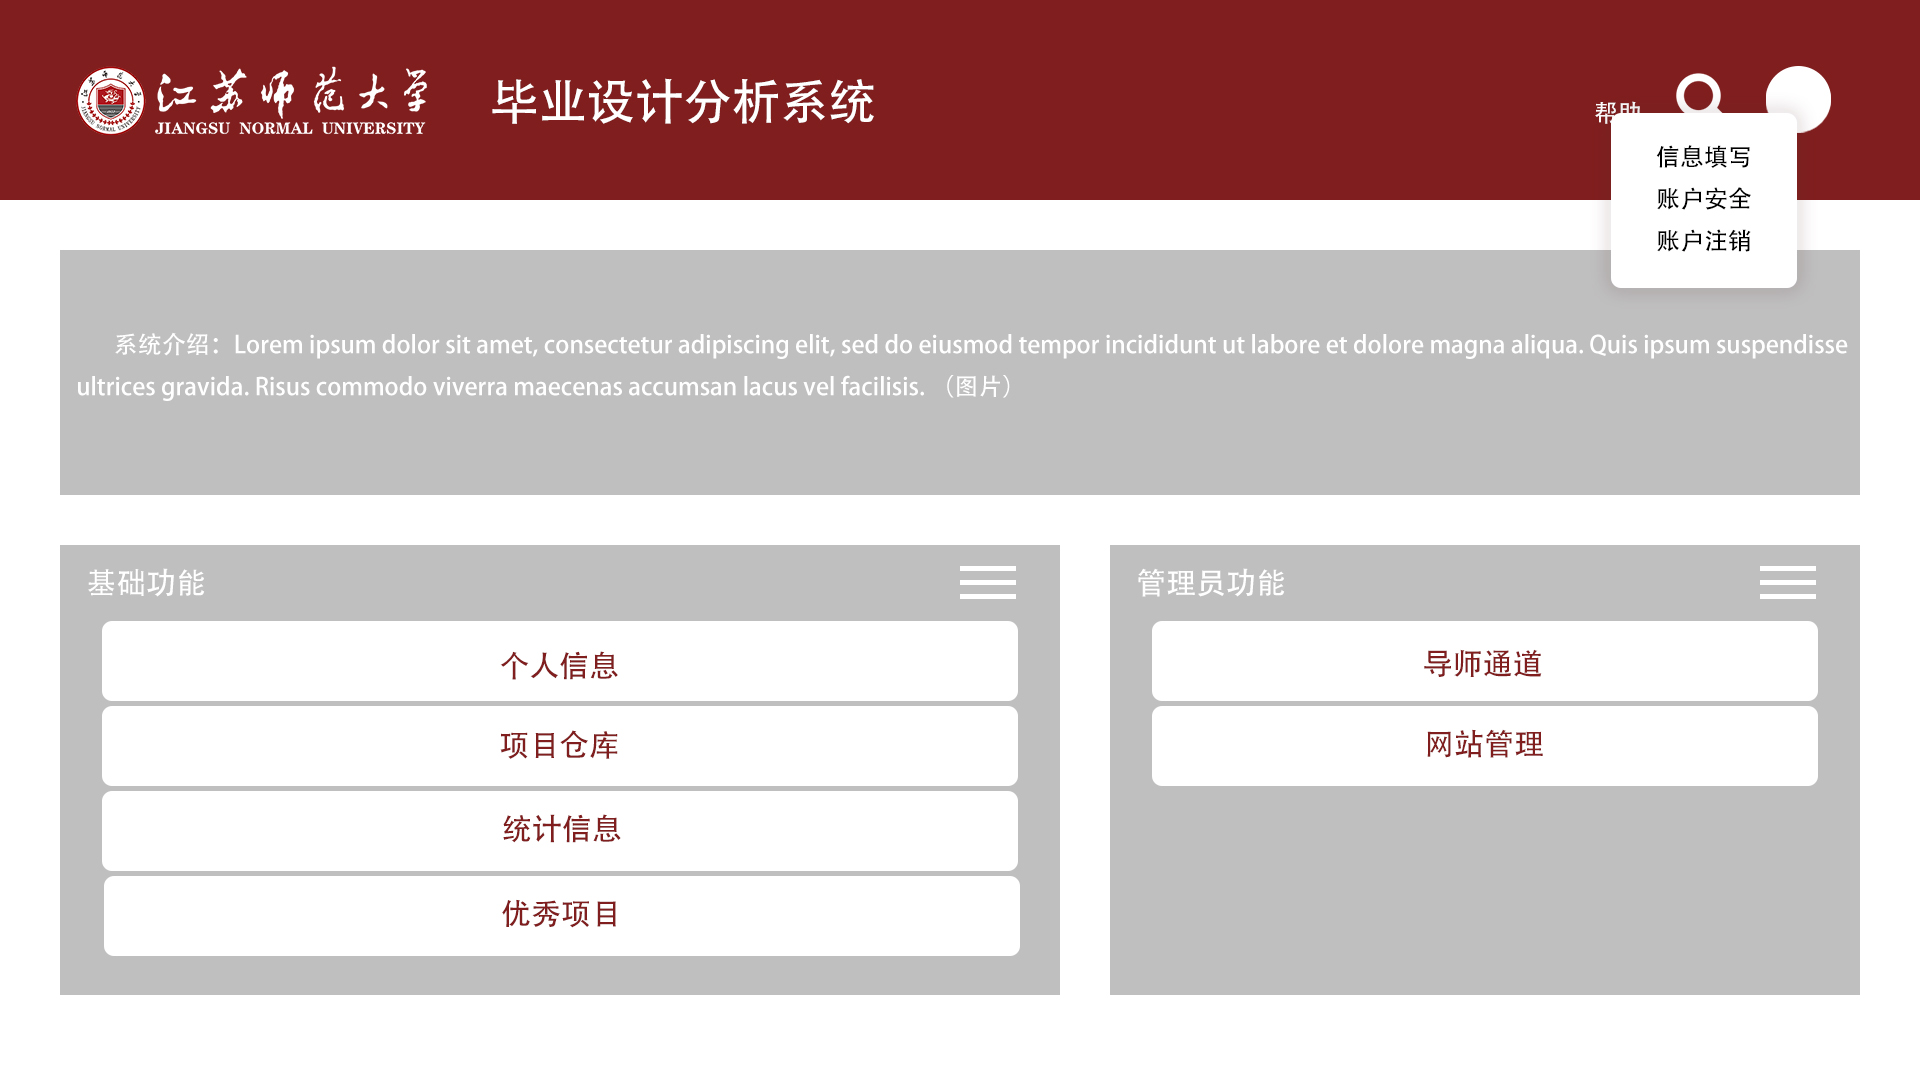 江苏师范大学
JIANGSU NORMAL UNIVERSITY
毕业设计分析系统
帮助
信息填写
账户安全
账户注销
系统介绍：Lorem ipsum dolor sit amet, consectetur adipiscing elit, sed do eiusmod tempor incididunt ut labore et dolore magna aliqua. Quis ipsum suspendisse
ultrices gravida. Risus commodo viverra maecenas accumsan lacus vel facilisis. （图片）
基础功能
个人信息
项目仓库
统计信息
优秀项目
管理员功能
导师通道
网站管理